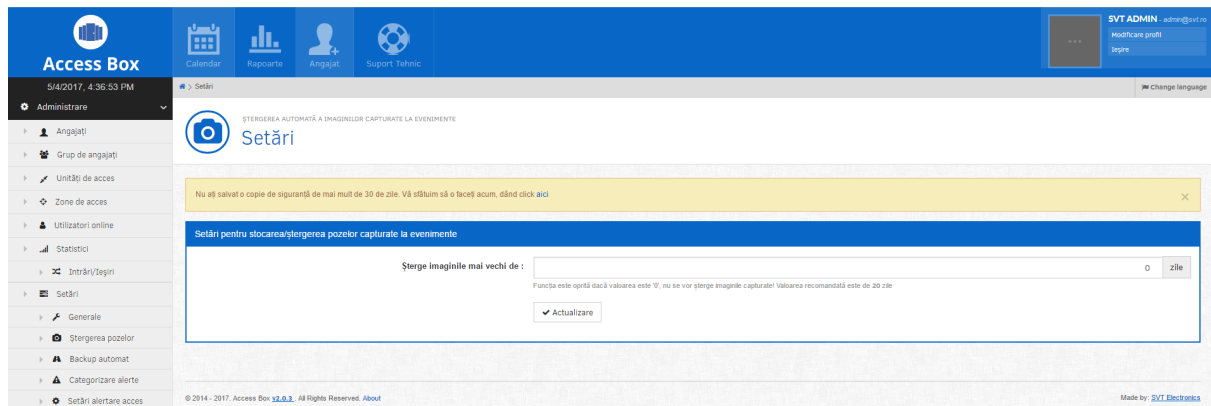 Access Box
Calendar
Rapoarte
Angajat
Suport Tehnic
SVT ADMIN - admin@svt.ro
Modificare profil
Ieșire
5/4/2017, 4:36:53 PM
> Setări
Change language
Administrare
Angajați
Grup de angajați
Unități de acces
Zone de acces
Utilizatori online
Statistici
Intrări/Ieșiri
Setări
Generale
Ștergerea pozelor
Backup automat
Categorizare alerte
Setări alertare acces
ȘTERGEREA AUTOMATĂ A IMAGINILOR CAPTURATE LA EVENIMENTE
Setări
Nu ați salvat o copie de siguranță de mai mult de 30 de zile. Vă sfătuim să o faceți acum, dând click aici
×
Setări pentru stocarea/ștergerea pozelor capturate la evenimente
Șterge imaginile mai vechi de :
0 zile
Funcția este oprită dacă valoarea este '0', nu se vor șterge imaginile capturate! Valoarea recomandată este de 20 zile
Actualizare
© 2014 - 2017. Access Box v2.0.3 . All Rights Reserved. About
Made by: SVT Electronics